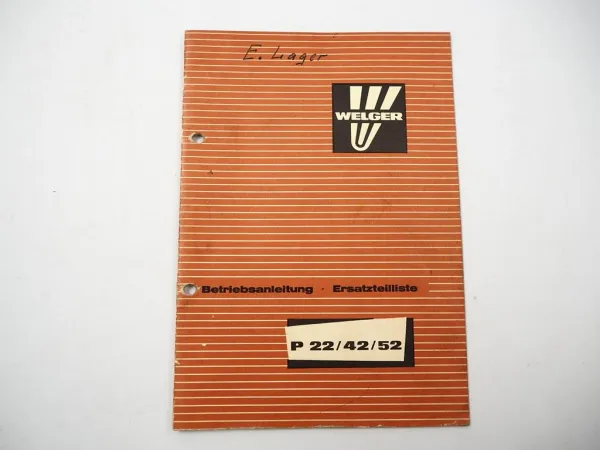 E. Lager
WELGER
Betriebsanleitung · Ersatzteilliste
P 22/42/52